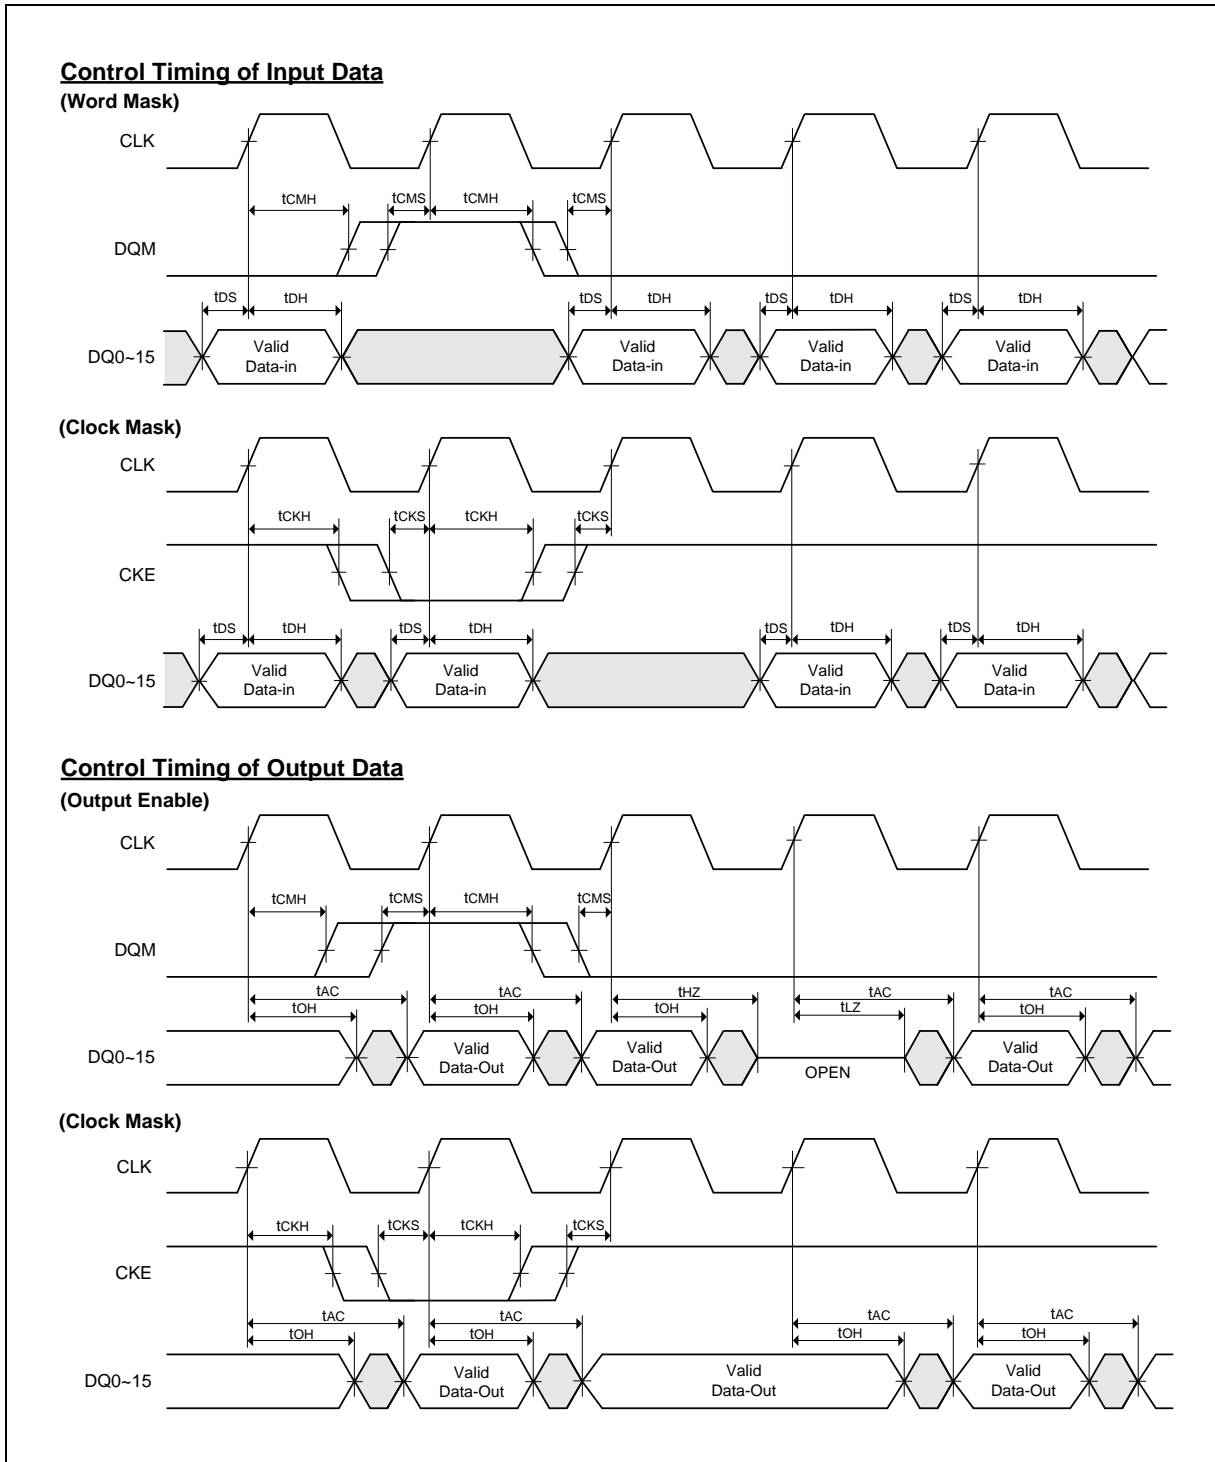 Control Timing of Input Data
(Word Mask)
CLK
tCMH tCMS tCMH tCMS
DQM
tDS tDH tDS tDH tDS tDH tDS tDH
DQ0~15
Valid Data-in
Valid Data-in
Valid Data-in
Valid Data-in
(Clock Mask)
CLK
tCKH tCKS tCKH tCKS
CKE
tDS tDH tDS tDH tDS tDH tDS tDH
DQ0~15
Valid Data-in
Valid Data-in
Valid Data-in
Valid Data-in
Control Timing of Output Data
(Output Enable)
CLK
tCMH tCMS tCMH tCMS
DQM
tAC tAC tHZ tAC tAC
tOH tOH tOH tLZ tOH
DQ0~15
Valid Data-Out
Valid Data-Out
OPEN
Valid Data-Out
(Clock Mask)
CLK
tCKH tCKS tCKH tCKS
CKE
tAC tAC tAC tAC
tOH tOH tOH tOH
DQ0~15
Valid Data-Out
Valid Data-Out
Valid Data-Out